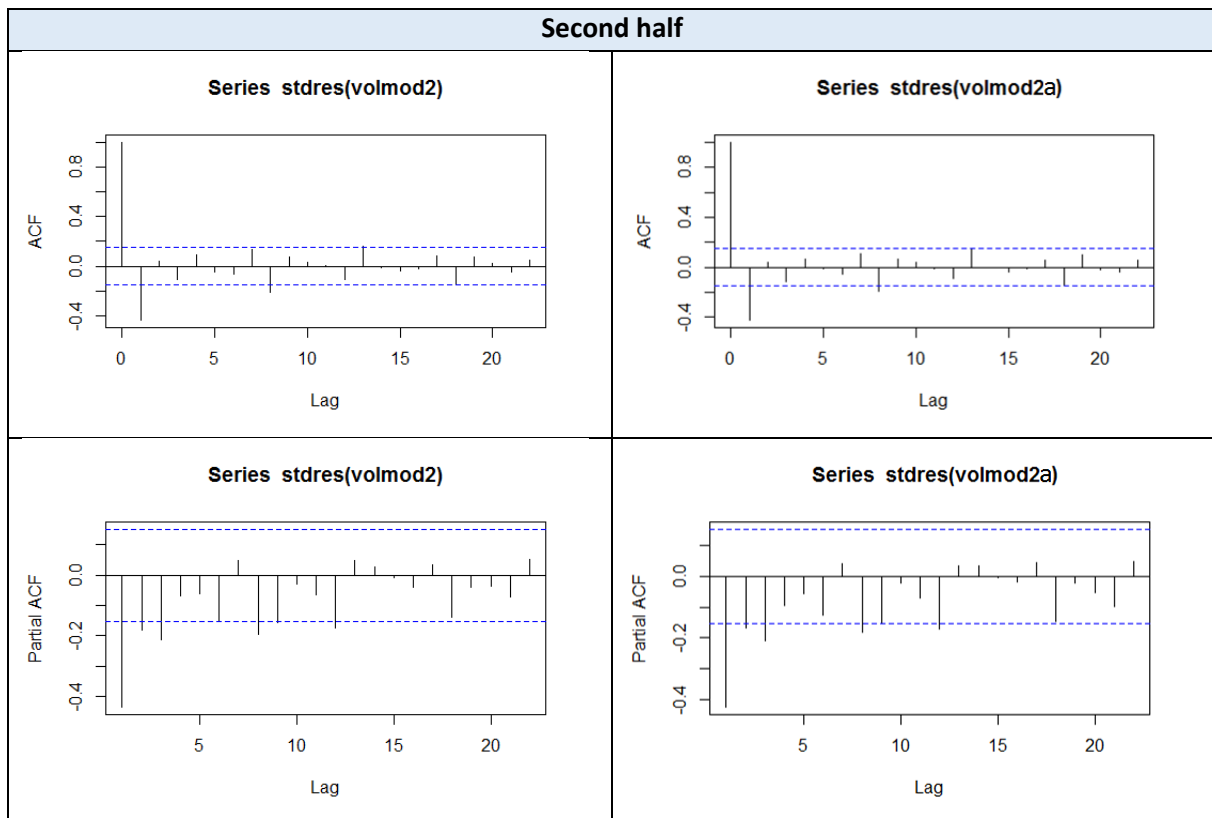 Second half
Series stdres(volmod2)
ACF
0.8
0.4
0.0
-0.4
0 5 10 15 20
Lag
Series stdres(volmod2a)
ACF
0.8
0.4
0.0
-0.4
0 5 10 15 20
Lag
Series stdres(volmod2)
Partial ACF
0.0
-0.2
-0.4
5 10 15 20
Lag
Series stdres(volmod2a)
Partial ACF
0.0
-0.2
-0.4
5 10 15 20
Lag